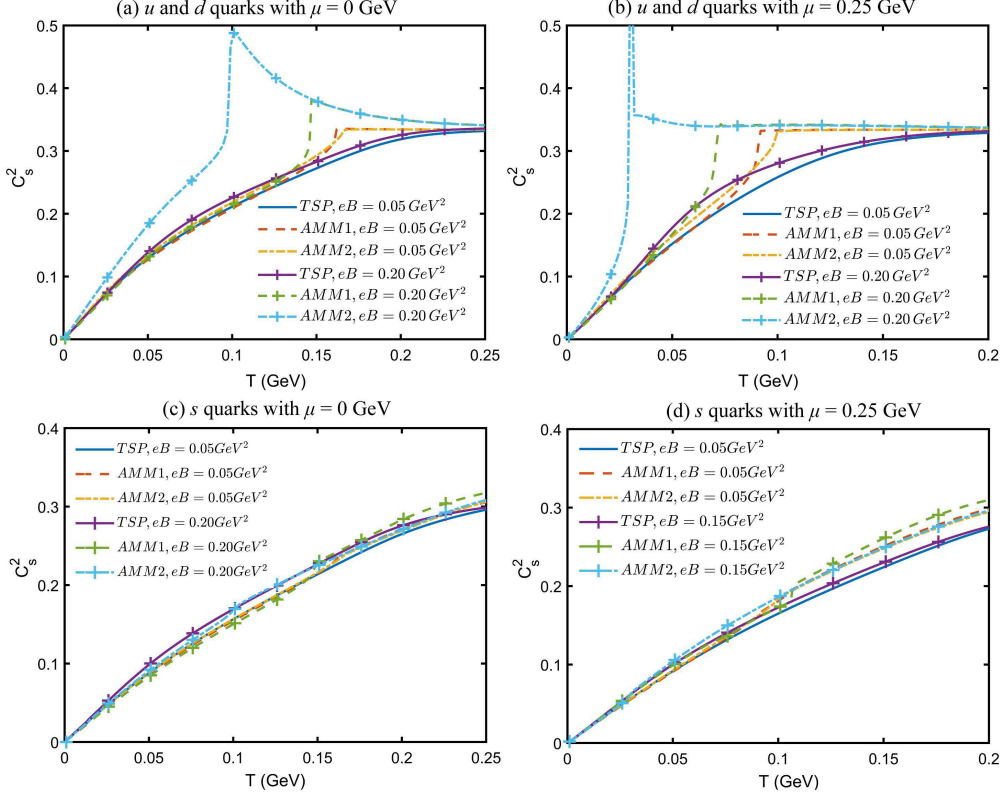 (a) u and d quarks with μ = 0 GeV
0.5
0.4
0.3
0.2
0.1
0
C_s^2
TSP, eB = 0.05 GeV^2
AMM1, eB = 0.05 GeV^2
AMM2, eB = 0.05 GeV^2
TSP, eB = 0.20 GeV^2
AMM1, eB = 0.20 GeV^2
AMM2, eB = 0.20 GeV^2
0 0.05 0.1 0.15 0.2 0.25
T (GeV)
(b) u and d quarks with μ = 0.25 GeV
0.5
0.4
0.3
0.2
0.1
0
C_s^2
TSP, eB = 0.05 GeV^2
AMM1, eB = 0.05 GeV^2
AMM2, eB = 0.05 GeV^2
TSP, eB = 0.20 GeV^2
AMM1, eB = 0.20 GeV^2
AMM2, eB = 0.20 GeV^2
0 0.05 0.1 0.15 0.2
T (GeV)
(c) s quarks with μ = 0 GeV
0.4
0.3
0.2
0.1
0
C_s^2
TSP, eB = 0.05GeV^2
AMM1, eB = 0.05GeV^2
AMM2, eB = 0.05GeV^2
TSP, eB = 0.20GeV^2
AMM1, eB = 0.20GeV^2
AMM2, eB = 0.20GeV^2
0 0.05 0.1 0.15 0.2 0.25
T (GeV)
(d) s quarks with μ = 0.25 GeV
0.4
0.3
0.2
0.1
0
C_s^2
TSP, eB = 0.05GeV^2
AMM1, eB = 0.05GeV^2
AMM2, eB = 0.05GeV^2
TSP, eB = 0.15GeV^2
AMM1, eB = 0.15GeV^2
AMM2, eB = 0.15GeV^2
0 0.05 0.1 0.15 0.2
T (GeV)